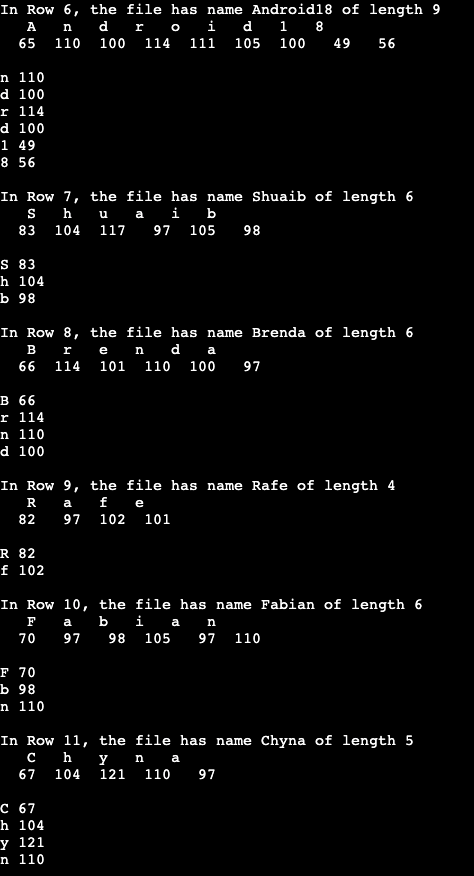 In Row 6, the file has name Android18 of length 9
A n d r o i d 1 8
65 110 100 114 111 105 100 49 56
n 110
d 100
r 114
d 100
1 49
8 56
In Row 7, the file has name Shuaib of length 6
S h u a i b
83 104 117 97 105 98
S 83
h 104
b 98
In Row 8, the file has name Brenda of length 6
B r e n d a
66 114 101 110 100 97
B 66
r 114
n 110
d 100
In Row 9, the file has name Rafe of length 4
R a f e
82 97 102 101
R 82
f 102
In Row 10, the file has name Fabian of length 6
F a b i a n
70 97 98 105 97 110
F 70
b 98
n 110
In Row 11, the file has name Chyna of length 5
C h y n a
67 104 121 110 97
C 67
h 104
y 121
n 110